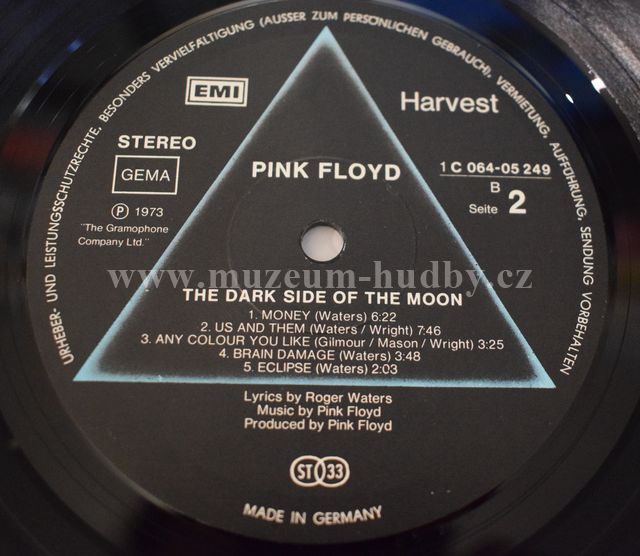 URHEBER- UND LEISTUNGSSCHUTZRECHTE, BESONDERS VERVIELFÄLTIGUNG (AUSSER ZUM PERSÖNLICHEN GEBRAUCH), VERMIETUNG, AUFFÜHRUNG, SENDUNG VORBEHALTEN
EMI
Harvest
STEREO
GEMA
PINK FLOYD
1 C 064-05 249
B
Seite 2
Ⓟ 1973
"The Gramophone
Company Ltd."
www.muzeum-hudby.cz
THE DARK SIDE OF THE MOON
1. MONEY (Waters) 6:22
2. US AND THEM (Waters / Wright) 7:46
3. ANY COLOUR YOU LIKE (Gilmour / Mason / Wright) 3:25
4. BRAIN DAMAGE (Waters) 3:48
5. ECLIPSE (Waters) 2:03
Lyrics by Roger Waters
Music by Pink Floyd
Produced by Pink Floyd
ST 33
MADE IN GERMANY